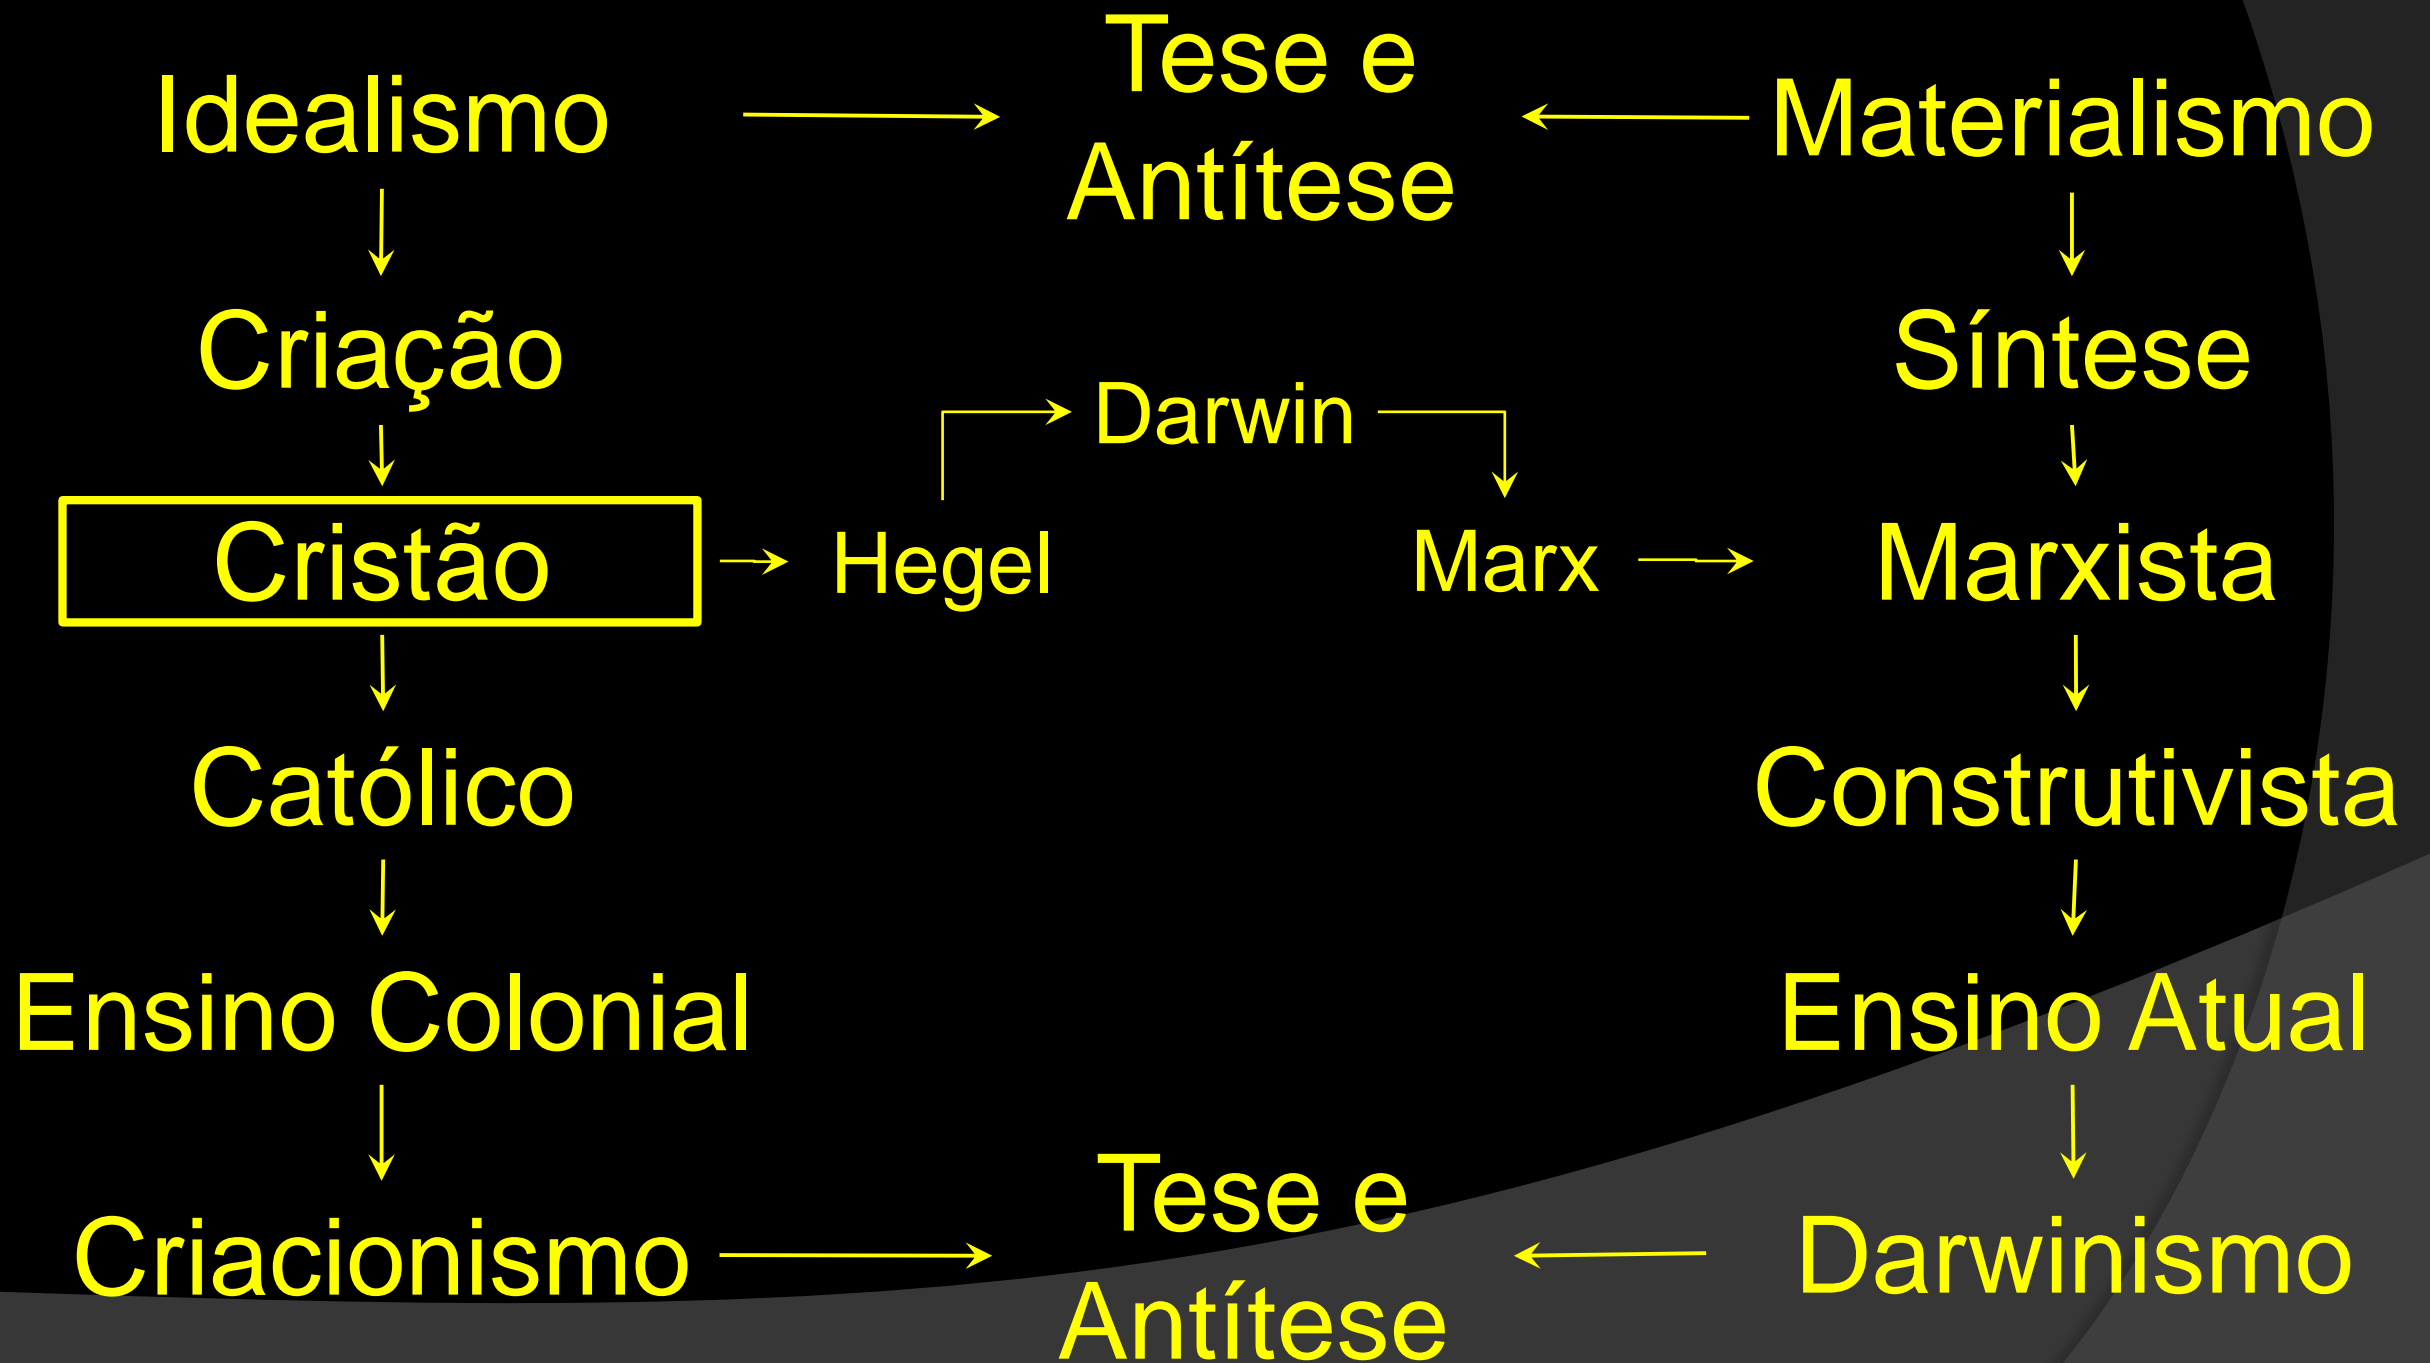 Idealismo
Tese e
Antítese
Materialismo
Criação
Síntese
Darwin
Cristão
Hegel
Marx
Marxista
Católico
Construtivista
Ensino Colonial
Ensino Atual
Criacionismo
Tese e
Antítese
Darwinismo